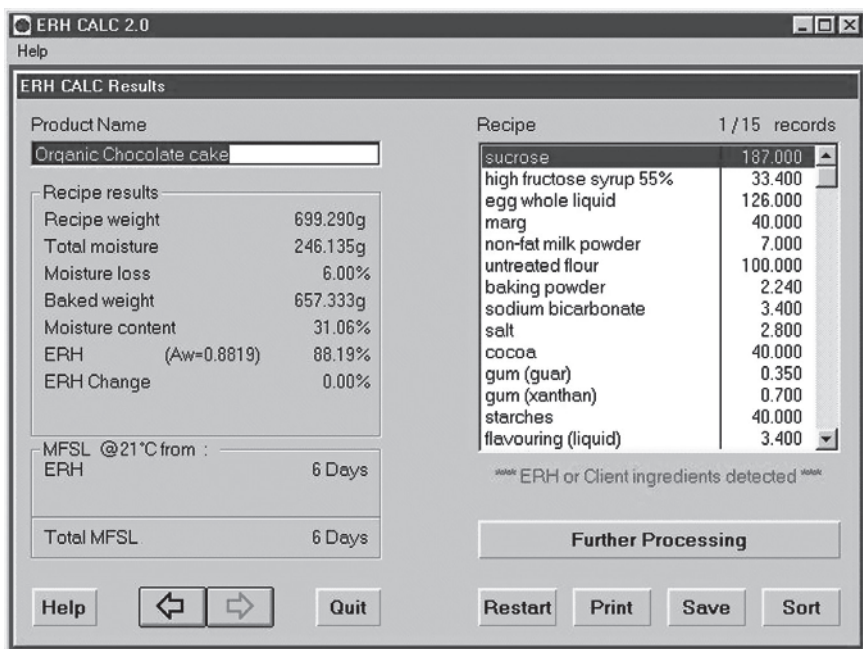 ERH CALC 2.0
Help
ERH CALC Results
Product Name
Organic Chocolate cake
Recipe results
Recipe weight 699.290g
Total moisture 246.135g
Moisture loss 6.00%
Baked weight 657.333g
Moisture content 31.06%
ERH (Aw=0.8819) 88.19%
ERH Change 0.00%
MFSL @21°C from :
ERH 6 Days
Total MFSL 6 Days
Recipe 1/15 records
sucrose 187.000
high fructose syrup 55% 33.400
egg whole liquid 126.000
marg 40.000
non-fat milk powder 7.000
untreated flour 100.000
baking powder 2.240
sodium bicarbonate 3.400
salt 2.800
cocoa 40.000
gum (guar) 0.350
gum (xanthan) 0.700
starches 40.000
flavouring (liquid) 3.400
**** ERH or Client ingredients detected ****
Further Processing
Help
Quit
Restart
Print
Save
Sort